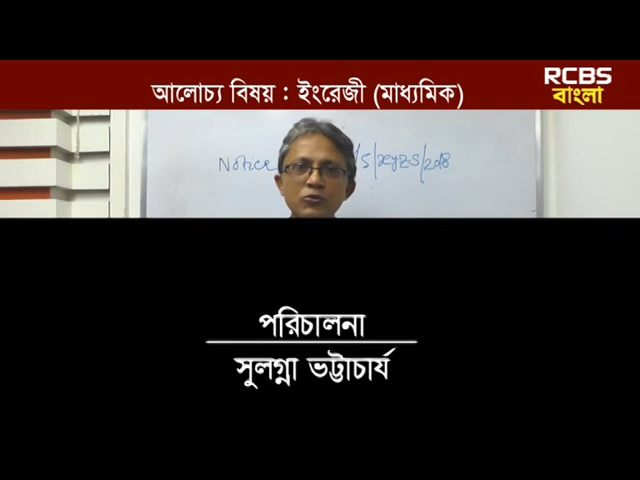 RCBS
বাংলা
আলোচ্য বিষয় : ইংরেজী (মাধ্যমিক)
Notice
পরিচালনা
সুলগ্না ভট্টাচার্য